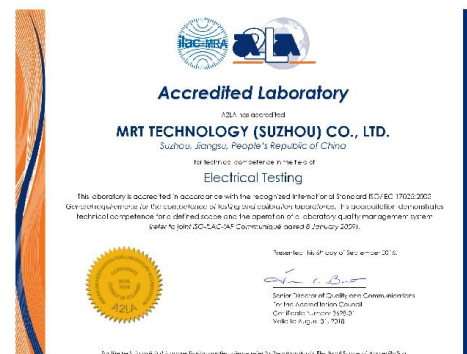 ilac-MRA
A2LA
Accredited Laboratory
A2LA has accredited
MRT TECHNOLOGY (SUZHOU) CO., LTD.
Suzhou, Jiangsu, People's Republic of China
for technical competence in the field of
Electrical Testing
This laboratory is accredited in accordance with the recognized International Standard ISO/IEC 17025:2005
General requirements for the competence of testing and calibration laboratories. This accreditation demonstrates
technical competence for a defined scope and the operation of a laboratory quality management system
(refer to joint ISO-ILAC-IAF Communiqué dated 8 January 2009).
Presented this 6th day of September 2016.
Senior Director of Quality and Communications
For the Accreditation Council
Certificate Number 3628.01
Valid to August 31, 2018
CORPORATE
SEAL
A2LA